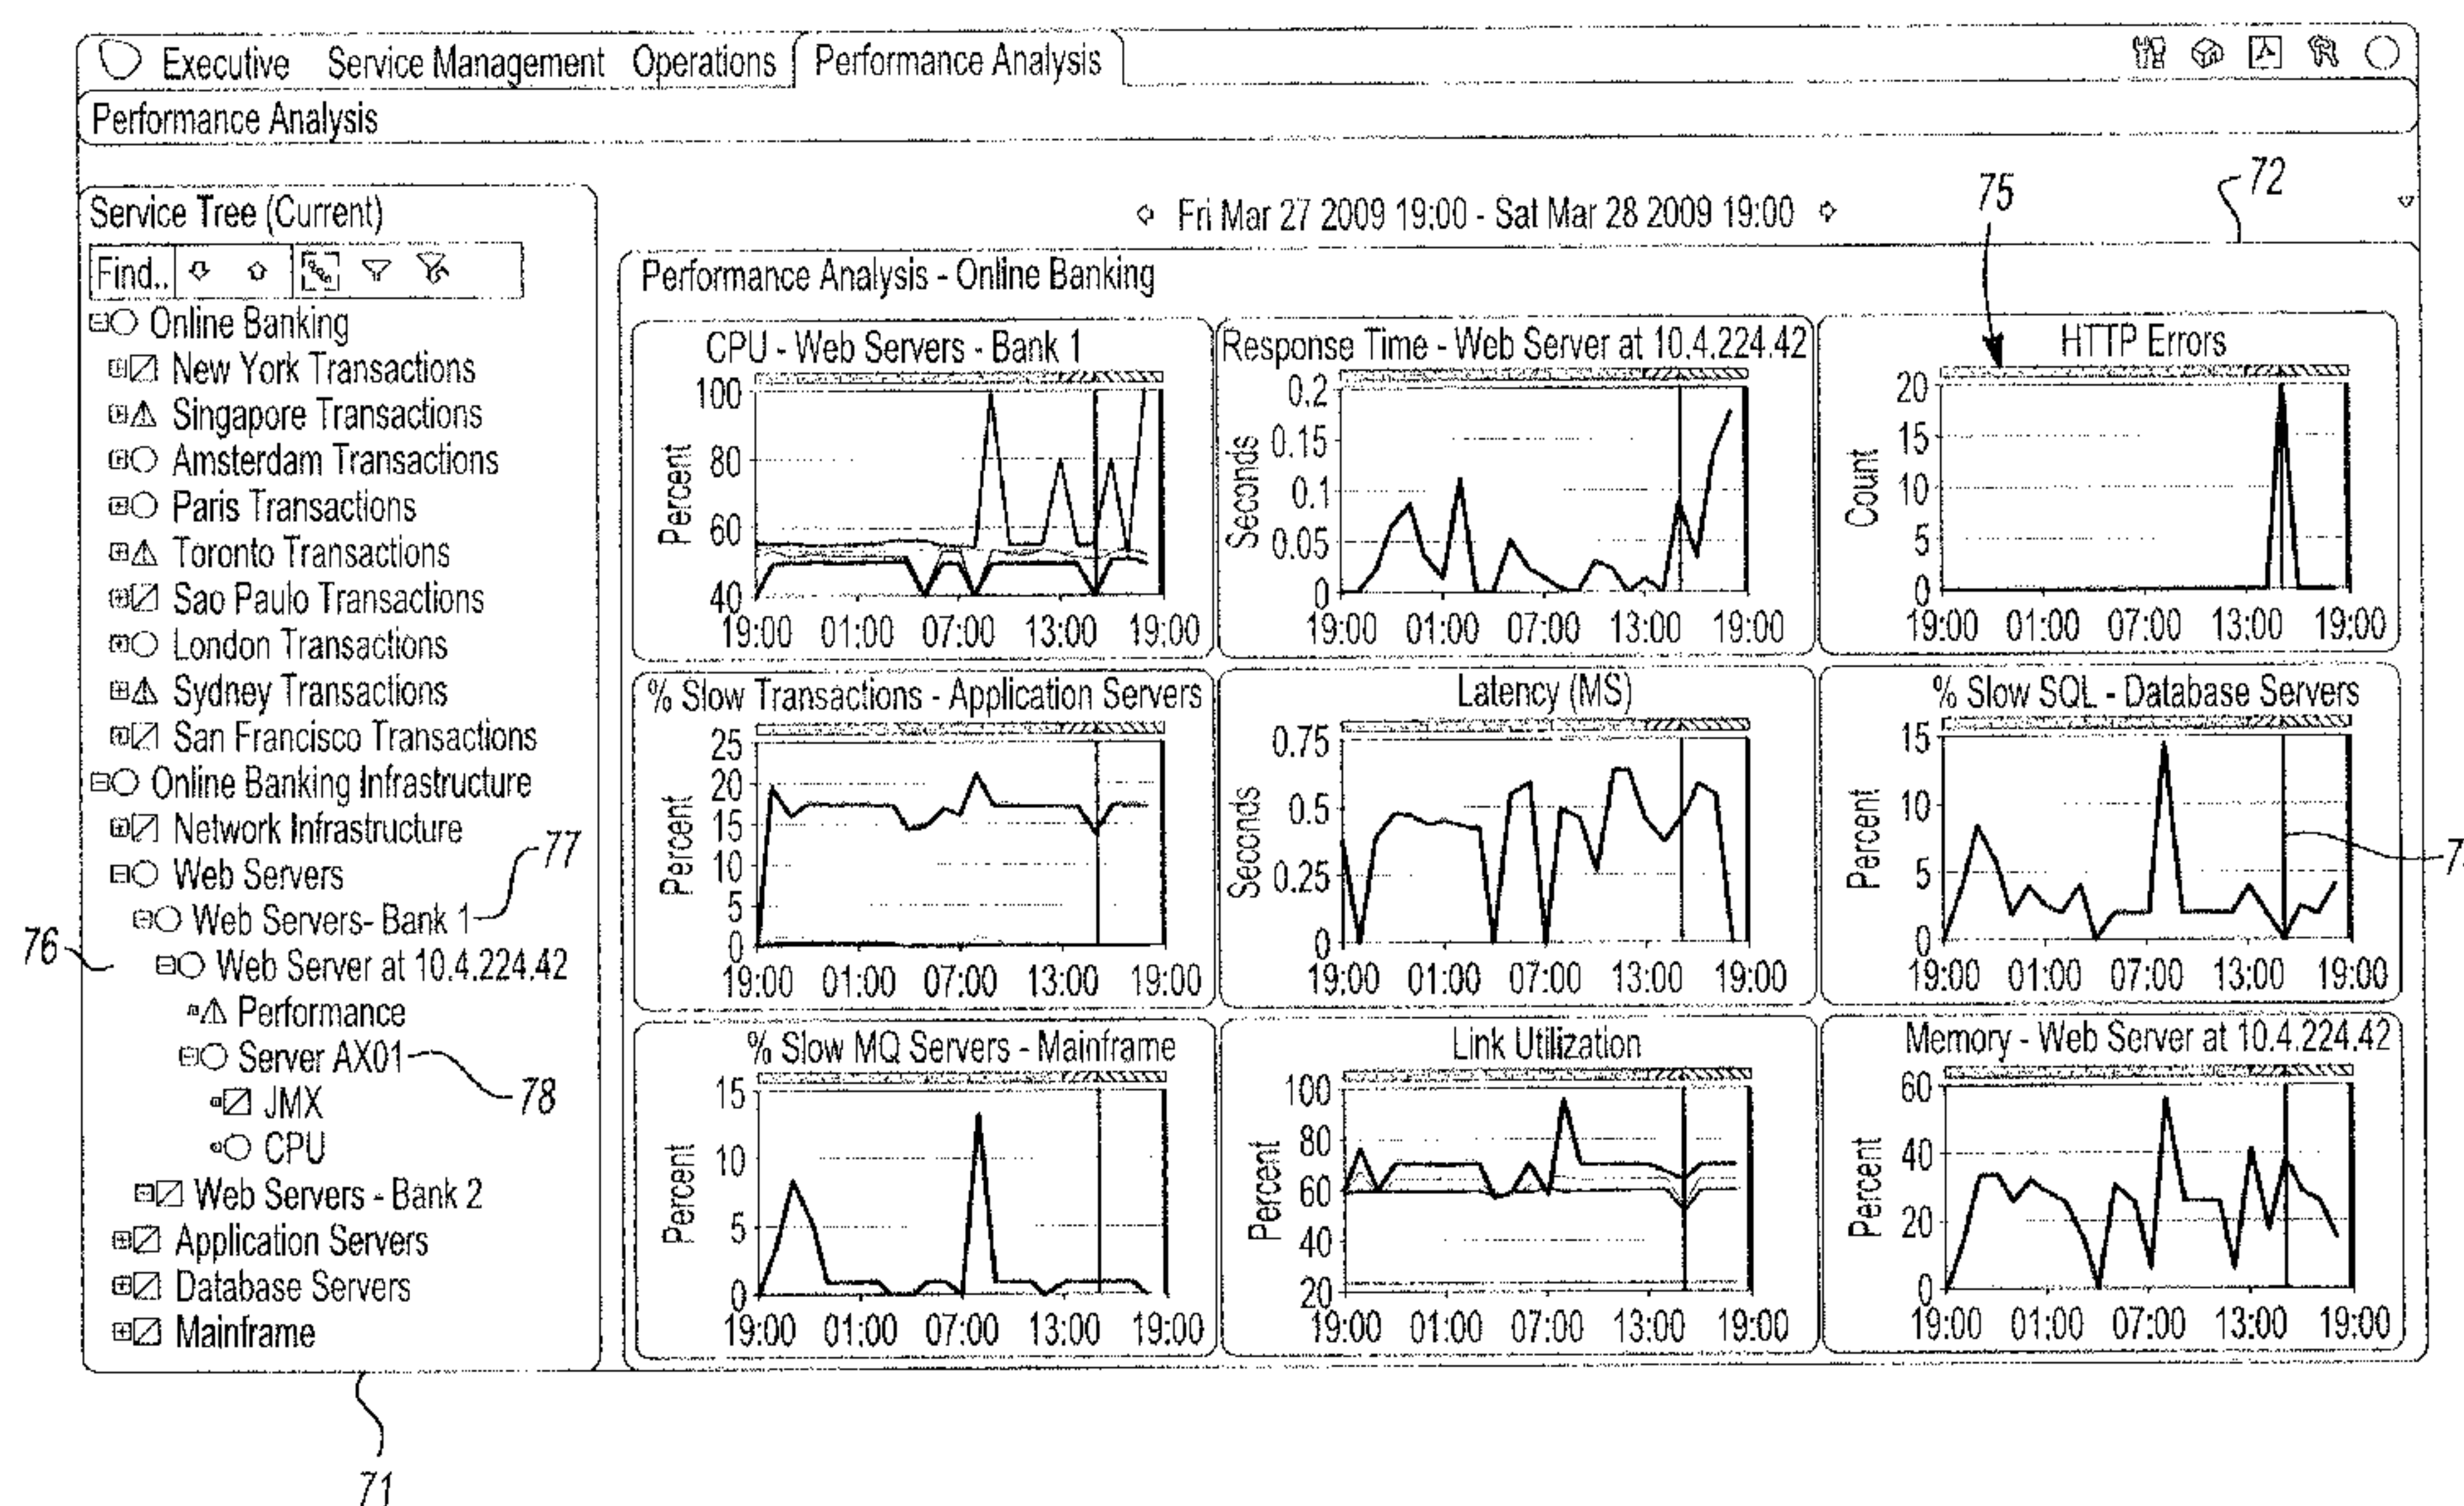 Executive Service Management Operations Performance Analysis
Performance Analysis
72
75
Service Tree (Current)
Fri Mar 27 2009 19:00 - Sat Mar 28 2009 19:00
Find..
Performance Analysis - Online Banking
Online Banking
New York Transactions
Singapore Transactions
Amsterdam Transactions
Paris Transactions
Toronto Transactions
Sao Paulo Transactions
London Transactions
Sydney Transactions
San Francisco Transactions
Online Banking Infrastructure
Network Infrastructure
77
Web Servers
Web Servers- Bank 1
76
Web Server at 10.4.224.42
Performance
Server AX01
78
JMX
CPU
Web Servers - Bank 2
Application Servers
Database Servers
Mainframe
71
CPU - Web Servers - Bank 1
Percent
100
80
60
40
19:00 01:00 07:00 13:00 19:00
Response Time - Web Server at 10.4.224.42
Seconds
0.2
0.15
0.1
0.05
0
19:00 01:00 07:00 13:00 19:00
HTTP Errors
Count
20
15
10
5
0
19:00 01:00 07:00 13:00 19:00
% Slow Transactions - Application Servers
Percent
25
20
15
10
5
0
19:00 01:00 07:00 13:00 19:00
Latency (MS)
Seconds
0.75
0.5
0.25
0
19:00 01:00 07:00 13:00 19:00
% Slow SQL - Database Servers
Percent
15
10
5
0
19:00 01:00 07:00 13:00 19:00
% Slow MQ Servers - Mainframe
Percent
15
10
5
0
19:00 01:00 07:00 13:00 19:00
Link Utilization
Percent
100
80
60
40
20
19:00 01:00 07:00 13:00 19:00
Memory - Web Server at 10.4.224.42
Percent
60
40
20
0
19:00 01:00 07:00 13:00 19:00